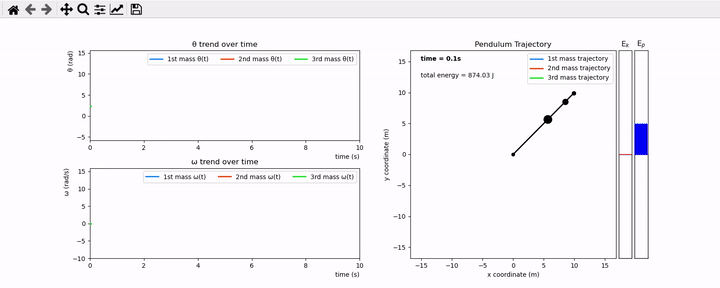 θ trend over time
1st mass θ(t) 2nd mass θ(t) 3rd mass θ(t)
θ (rad)
15
10
5
0
−5
0 2 4 6 8 10
time (s)
ω trend over time
1st mass ω(t) 2nd mass ω(t) 3rd mass ω(t)
ω (rad/s)
15
10
5
0
−5
−10
0 2 4 6 8 10
time (s)
Pendulum Trajectory
time = 0.1s
total energy = 874.03 J
1st mass trajectory
2nd mass trajectory
3rd mass trajectory
y coordinate (m)
15
10
5
0
−5
−10
−15
−15 −10 −5 0 5 10 15
x coordinate (m)
Ek Ep